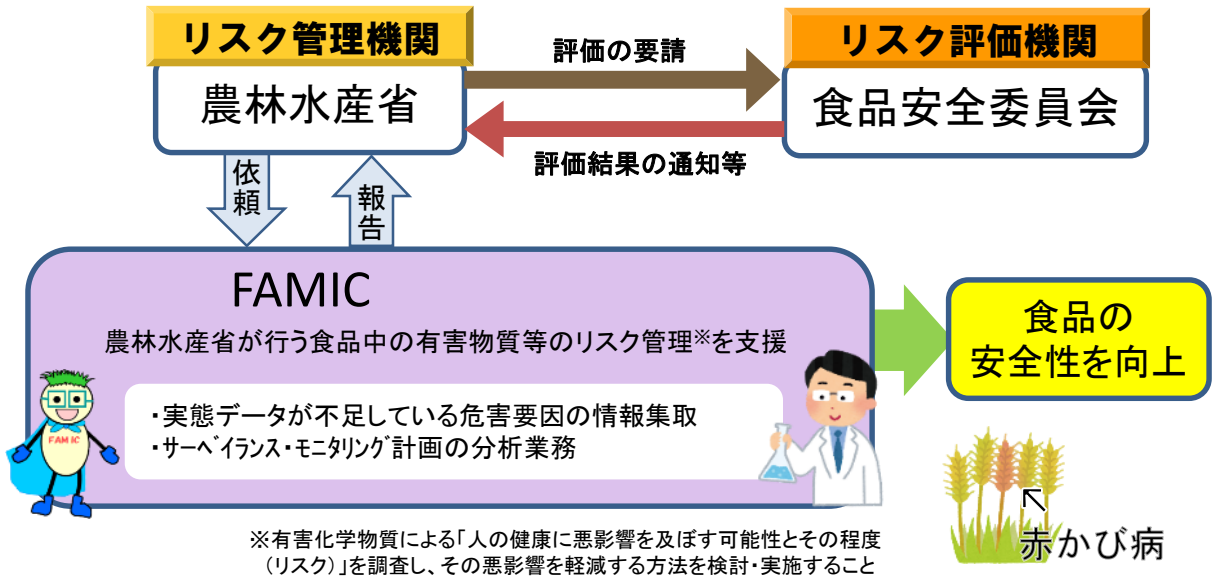 リスク管理機関
農林水産省
評価の要請
リスク評価機関
食品安全委員会
評価結果の通知等
依頼
報告
FAMIC
農林水産省が行う食品中の有害物質等のリスク管理※を支援
・実態データが不足している危害要因の情報集取
・サーベイランス・モニタリング計画の分析業務
FAMIC
食品の
安全性を向上
赤かび病
※有害化学物質による「人の健康に悪影響を及ぼす可能性とその程度
(リスク)」を調査し、その悪影響を軽減する方法を検討・実施すること